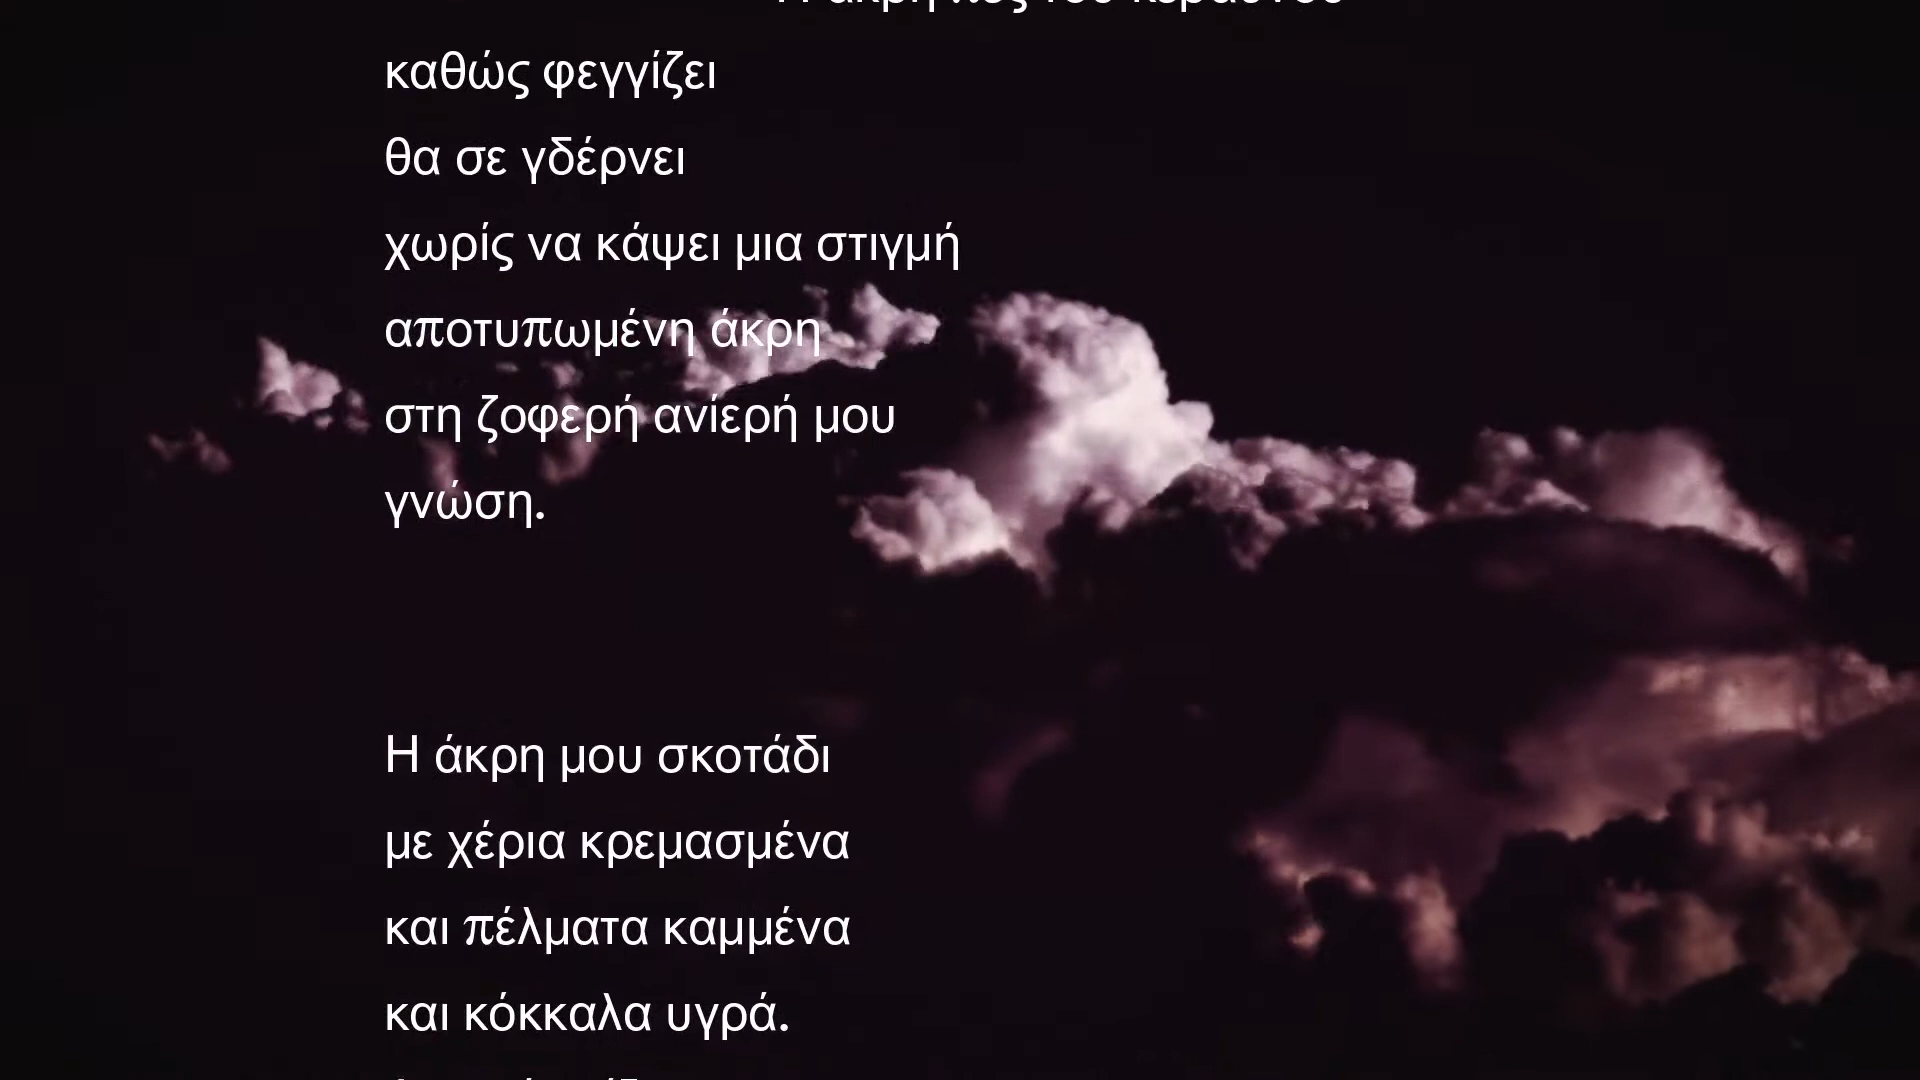 καθώς φεγγίζει
θα σε γδέρνει
χωρίς να κάψει μια στιγμή
αποτυπωμένη άκρη
στη ζοφερή ανίερή μου
γνώση.
Η άκρη μου σκοτάδι
με χέρια κρεμασμένα
και πέλματα καμμένα
και κόκκαλα υγρά.